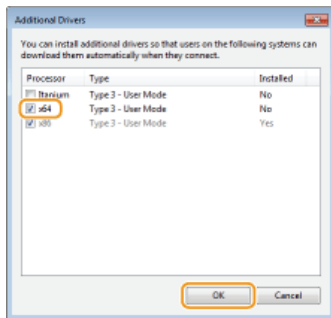 Additional Drivers
You can install additional drivers so that users on the following systems can
download them automatically when they connect.
Processor Type Installed
Itanium Type 3 - User Mode No
x64 Type 3 - User Mode No
x86 Type 3 - User Mode Yes
OK Cancel